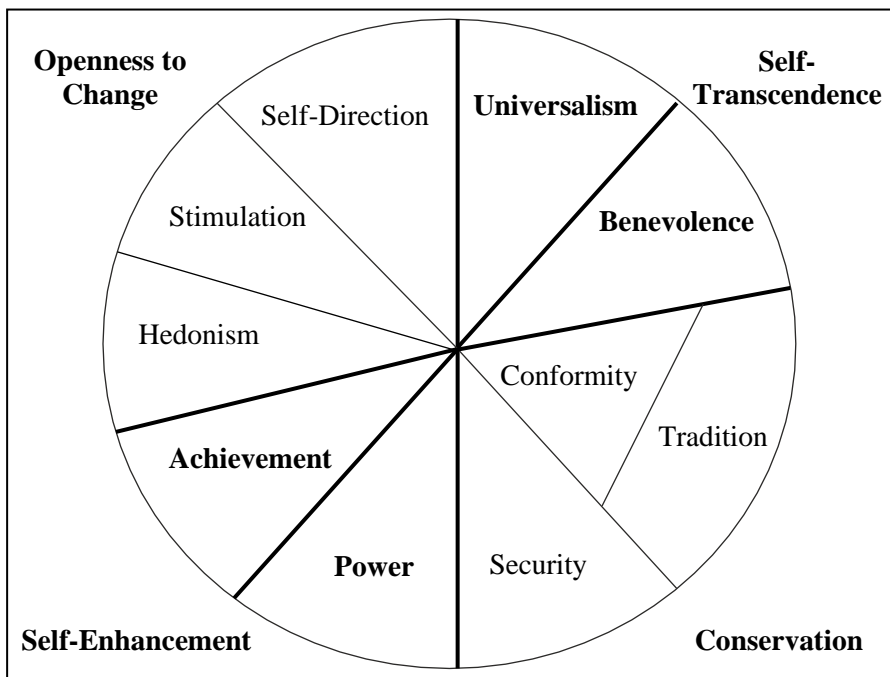 Openness to
Change
Self-
Transcendence
Self-Direction
Universalism
Stimulation
Benevolence
Hedonism
Conformity
Tradition
Achievement
Power
Security
Self-Enhancement
Conservation